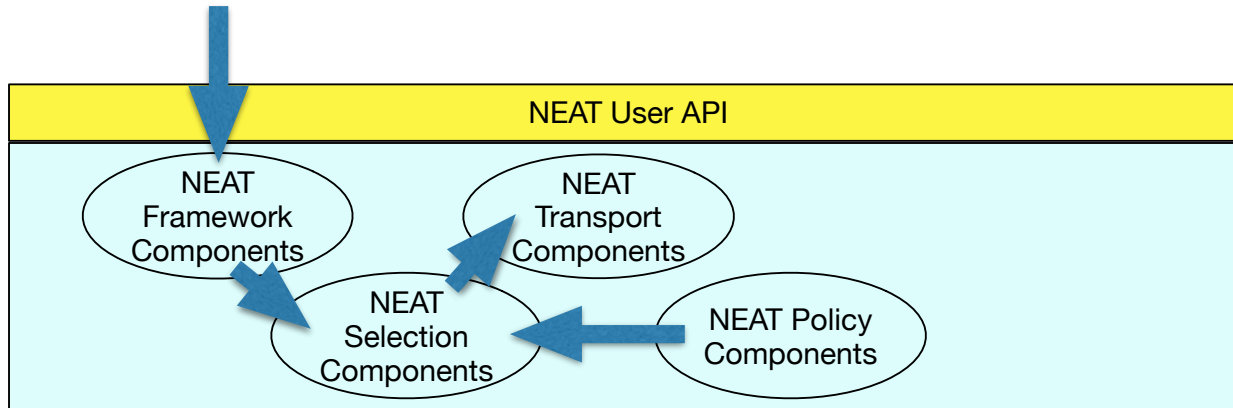 NEAT User API
NEAT
Framework
Components
NEAT
Transport
Components
NEAT
Selection
Components
NEAT Policy
Components